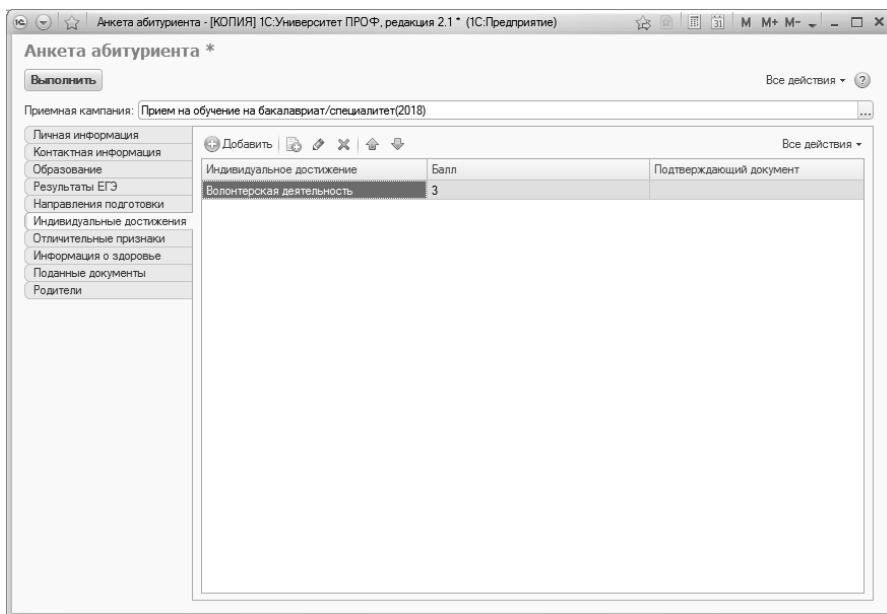 Анкета абитуриента - [КОПИЯ] 1С:Университет ПРОФ, редакция 2.1 * (1С:Предприятие) 31 M M+ M-
Анкета абитуриента *
Выполнить Все действия ?
Приемная кампания: Прием на обучение на бакалавриат/специалитет(2018) ...
Личная информация
Контактная информация
Образование
Результаты ЕГЭ
Направления подготовки
Индивидуальные достижения
Отличительные признаки
Информация о здоровье
Поданные документы
Родители
Добавить Все действия
Индивидуальное достижение Балл Подтверждающий документ
Волонтерская деятельность 3